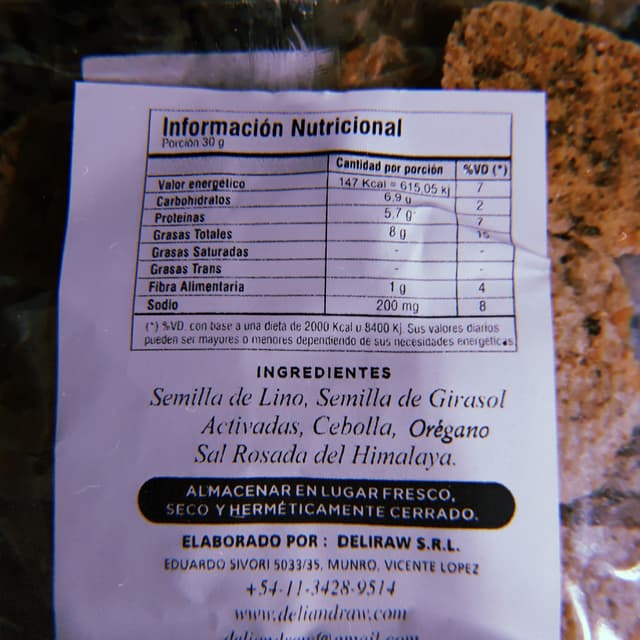 Información Nutricional
Porción 30 g
Cantidad por porción %VD (*)
Valor energético 147 Kcal = 615,05 kj 7
Carbohidralos 6,9 g 2
Proteínas 5,7 g 7
Grasas Totales 8 g 15
Grasas Saturadas - -
Grasas Trans - -
Fibra Alimentaria 1 g 4
Sodio 200 mg 8
(*) %VD. con base a una dieta de 2000 Kcal u 8400 Kj. Sus valores diarios
pueden ser mayores o menores dependiendo de sus necesidades energéticas
INGREDIENTES
Semilla de Lino, Semilla de Girasol
Activadas, Cebolla, Orégano
Sal Rosada del Himalaya.
ALMACENAR EN LUGAR FRESCO,
SECO Y HERMÉTICAMENTE CERRADO.
ELABORADO POR : DELIRAW S.R.L.
EDUARDO SIVORI 5033/35, MUNRO, VICENTE LOPEZ
+54-11-3428-9514
www.deliandraw.com